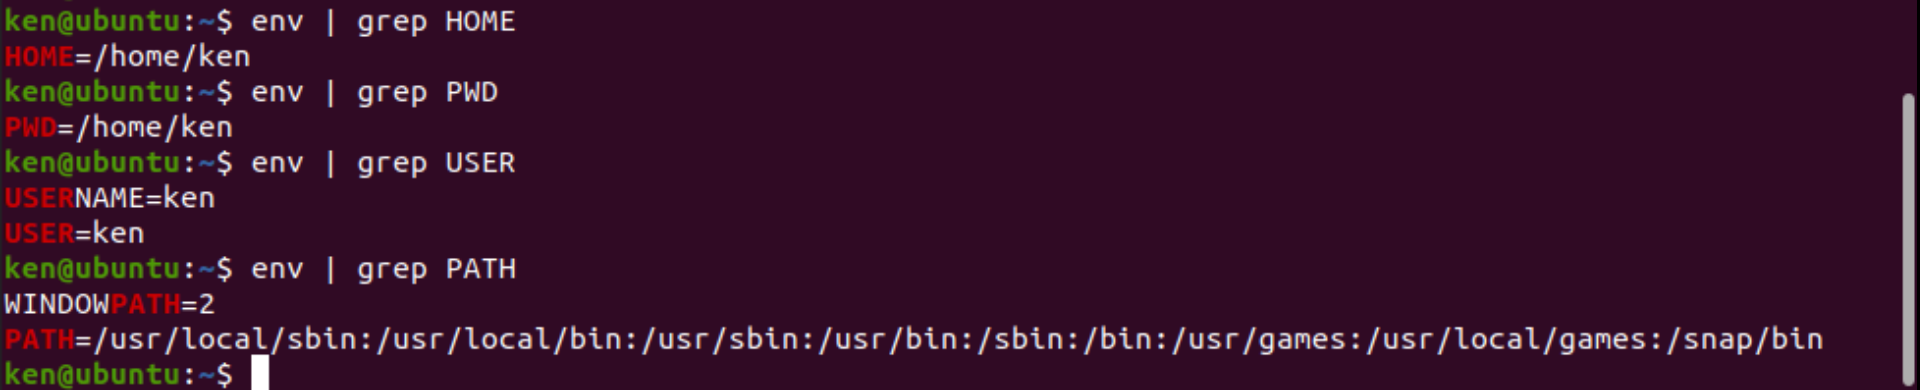 ken@ubuntu:~$ env | grep HOME
HOME=/home/ken
ken@ubuntu:~$ env | grep PWD
PWD=/home/ken
ken@ubuntu:~$ env | grep USER
USERNAME=ken
USER=ken
ken@ubuntu:~$ env | grep PATH
WINDOWPATH=2
PATH=/usr/local/sbin:/usr/local/bin:/usr/sbin:/usr/bin:/sbin:/bin:/usr/games:/usr/local/games:/snap/bin
ken@ubuntu:~$